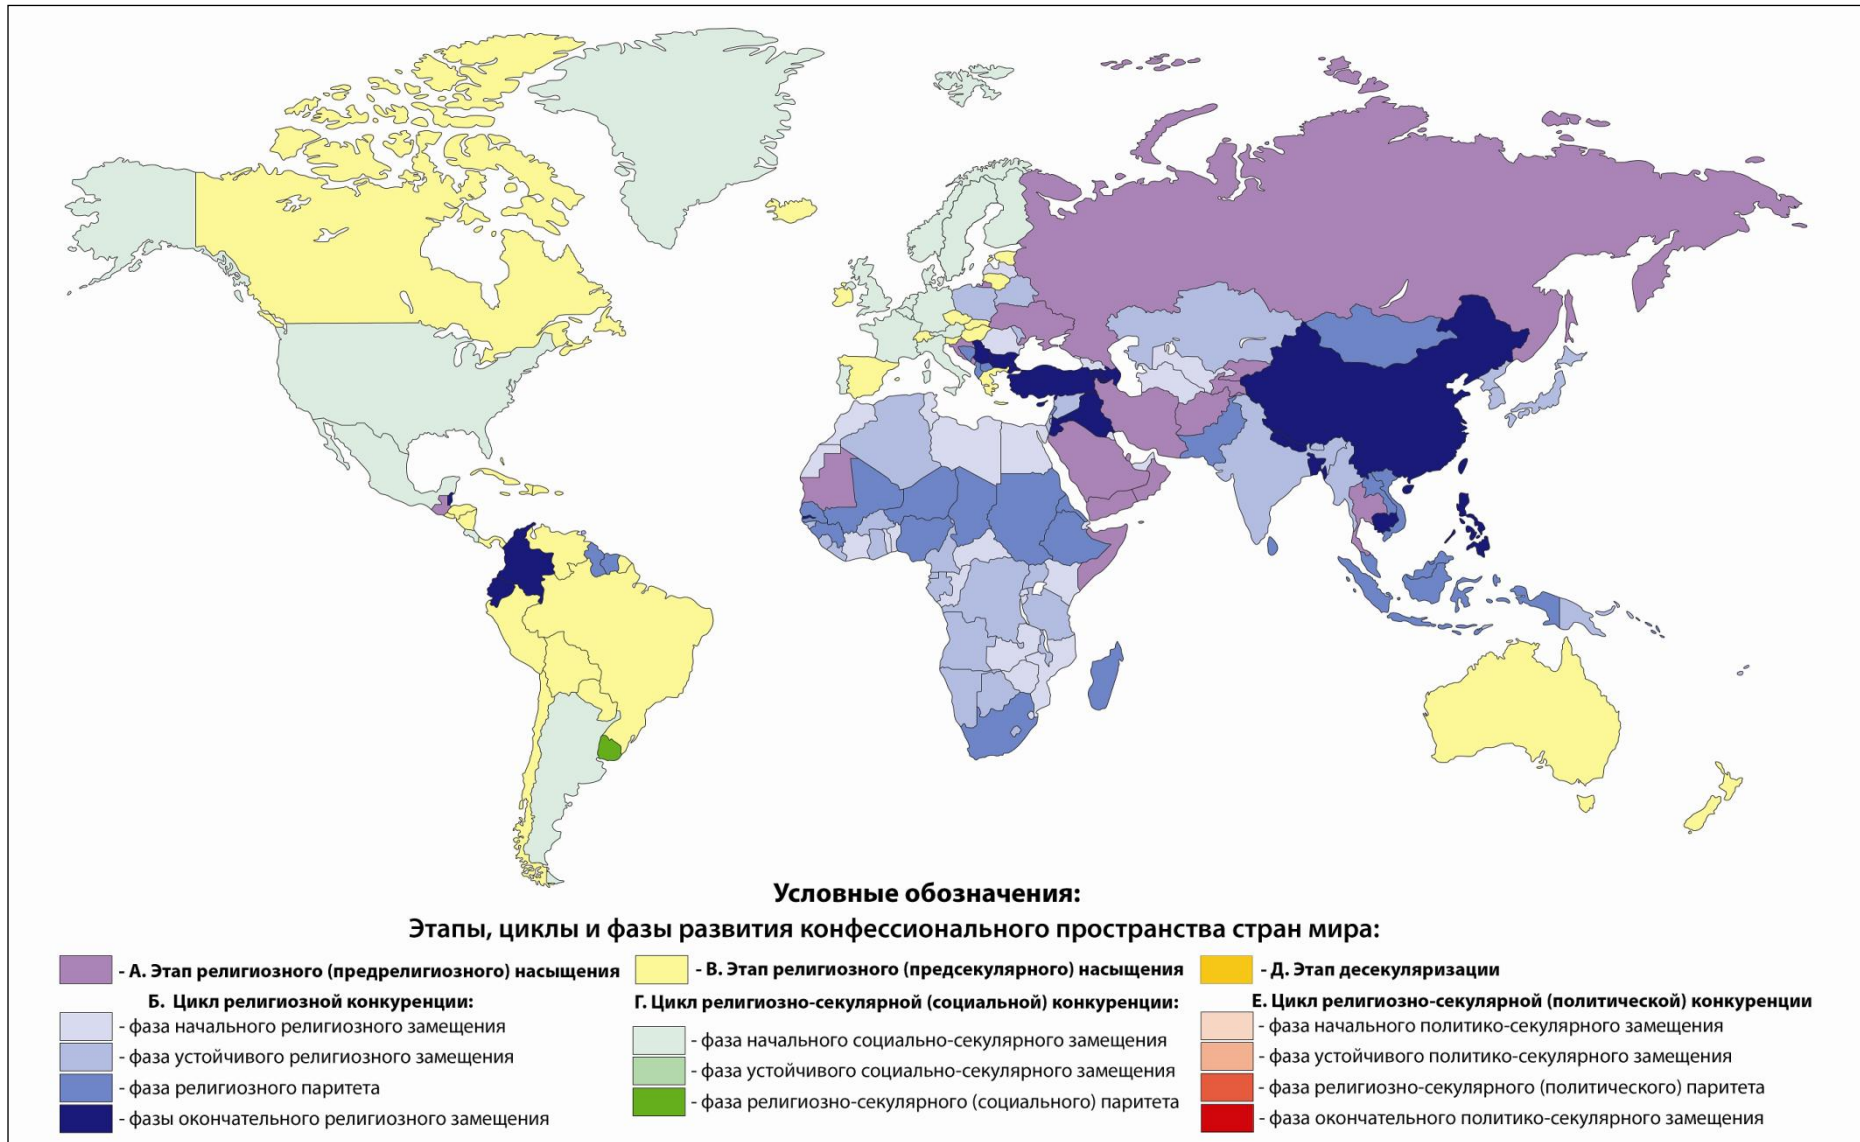 Условные обозначения:
Этапы, циклы и фазы развития конфессионального пространства стран мира:
- А. Этап религиозного (предрелигиозного) насыщения
Б. Цикл религиозной конкуренции:
- фаза начального религиозного замещения
- фаза устойчивого религиозного замещения
- фаза религиозного паритета
- фазы окончательного религиозного замещения
- В. Этап религиозного (предсекулярного) насыщения
Г. Цикл религиозно-секулярной (социальной) конкуренции:
- фаза начального социально-секулярного замещения
- фаза устойчивого социально-секулярного замещения
- фаза религиозно-секулярного (социального) паритета
- Д. Этап десекуляризации
Е. Цикл религиозно-секулярной (политической) конкуренции
- фаза начального политико-секулярного замещения
- фаза устойчивого политико-секулярного замещения
- фаза религиозно-секулярного (политического) паритета
- фаза окончательного политико-секулярного замещения